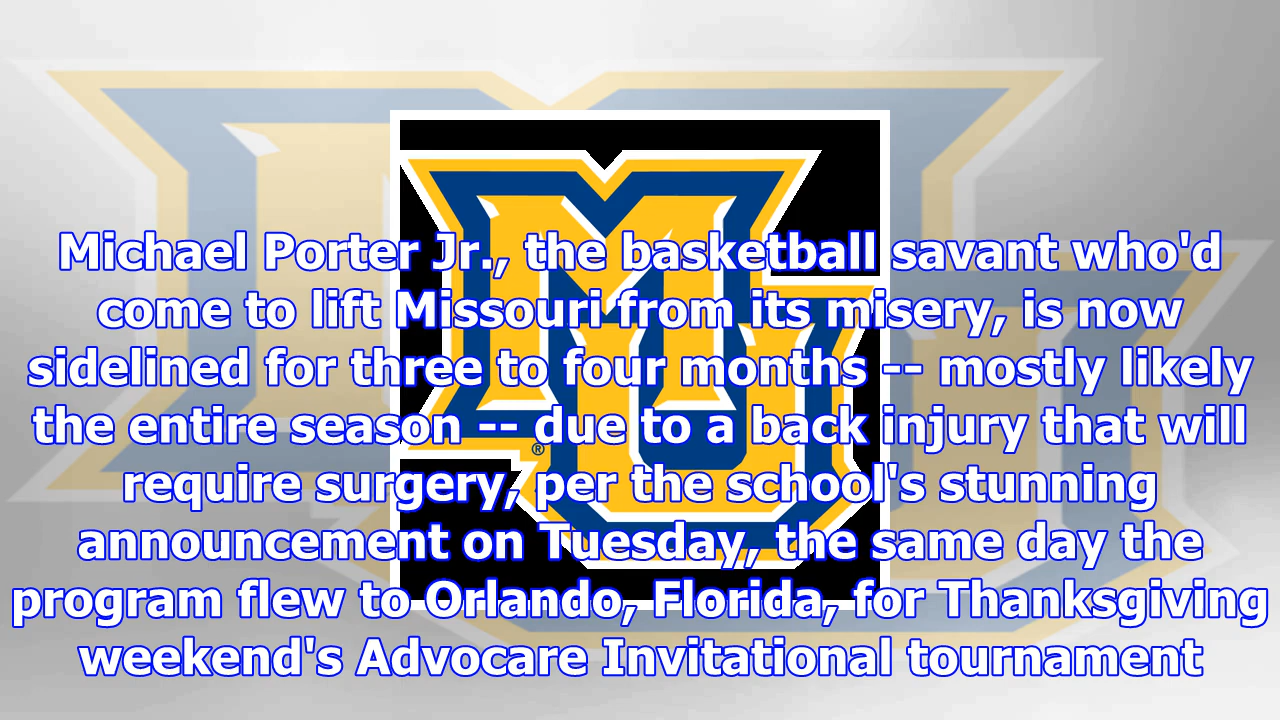 MU
®
Michael Porter Jr., the basketball savant who'd
come to lift Missouri from its misery, is now
sidelined for three to four months -- mostly likely
the entire season -- due to a back injury that will
require surgery, per the school's stunning
announcement on Tuesday, the same day the
program flew to Orlando, Florida, for Thanksgiving
weekend's Advocare Invitational tournament